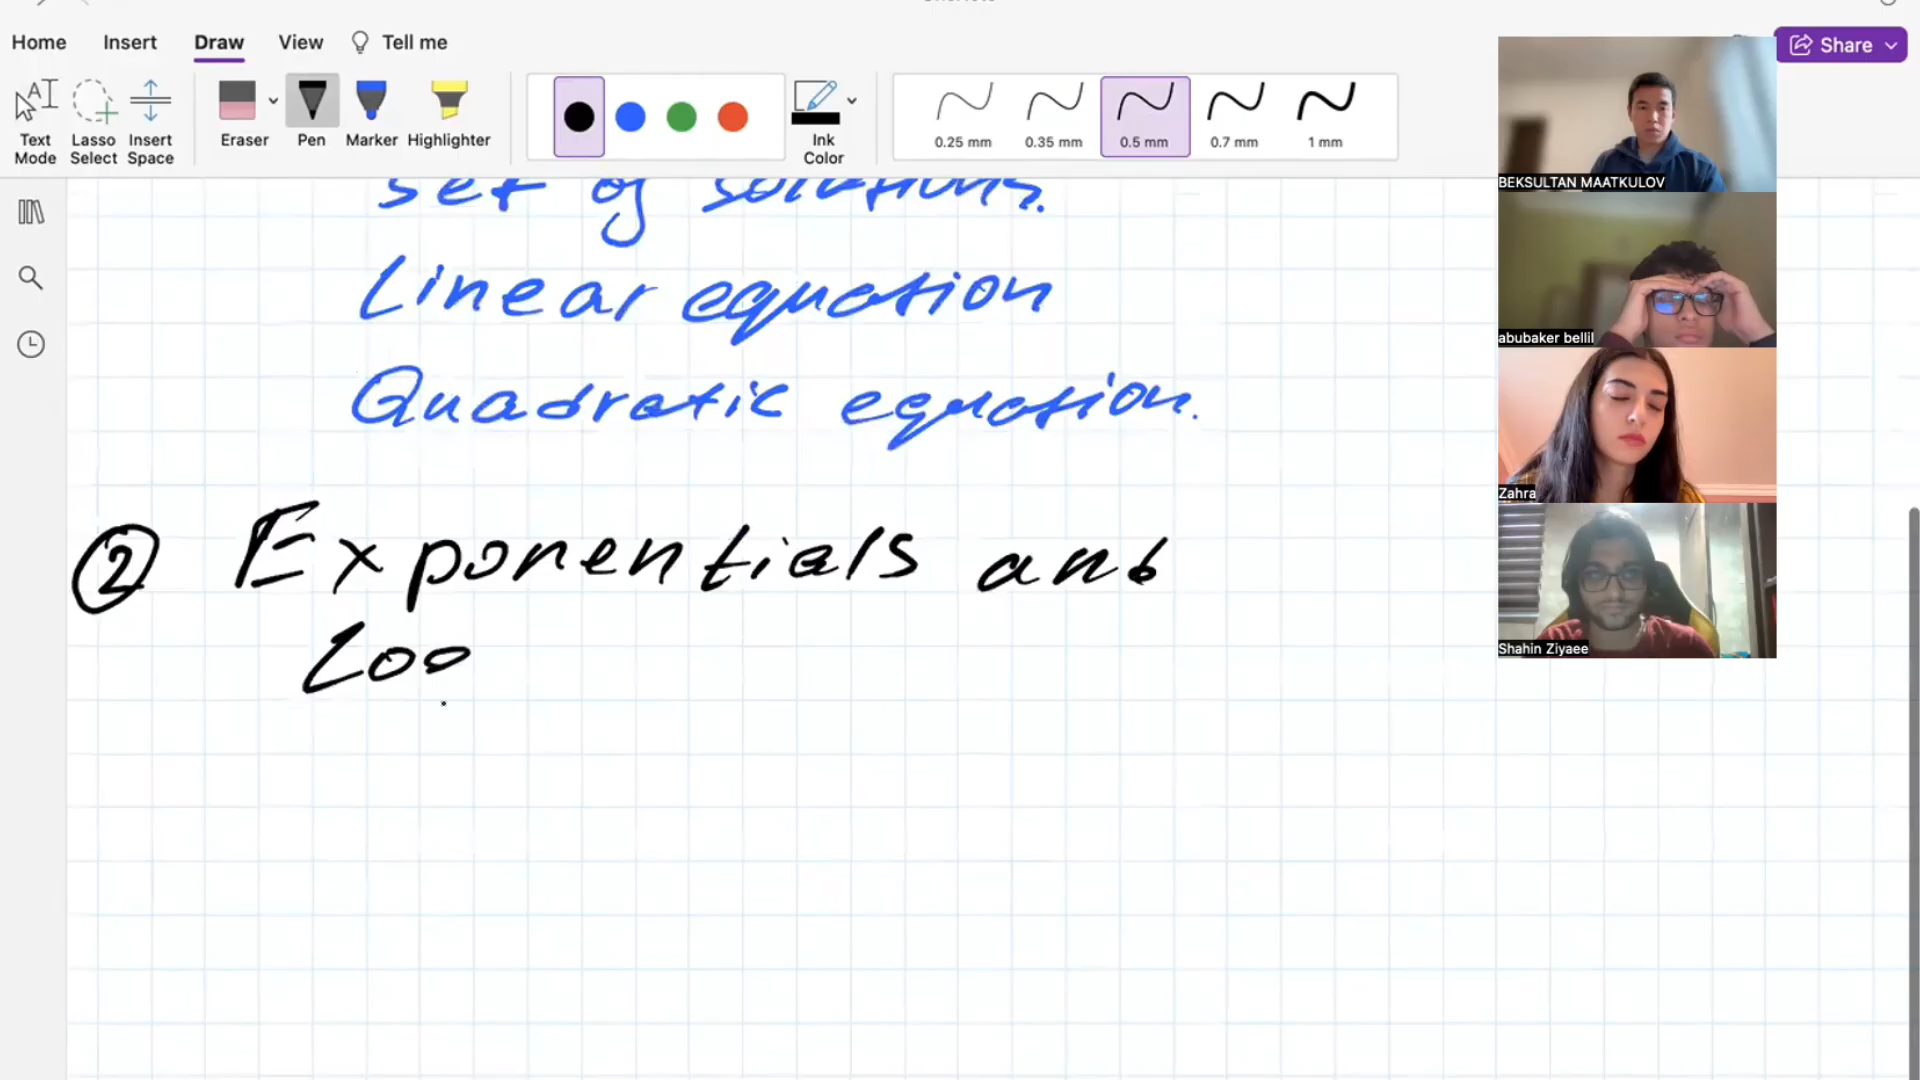 Home Insert Draw View Tell me
Share
Text Mode
Lasso Select
Insert Space
Eraser
Pen
Marker
Highlighter
Ink Color
0.25 mm
0.35 mm
0.5 mm
0.7 mm
1 mm
set of solutions.
Linear equation
Quadratic equation.
② Exponentials and
Loo
BEKSULTAN MAATKULOV
abubaker bellil
Zahra
Shahin Ziyaee